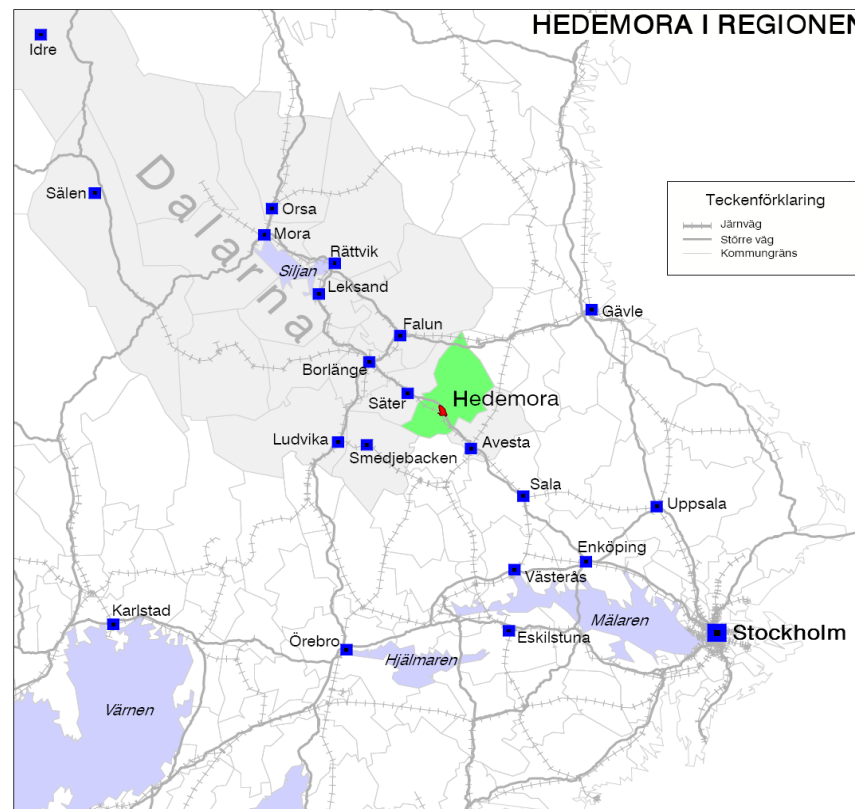 HEDEMORA I REGIONEN
Idre
Sälen
Dalarna
Teckenförklaring
Järnväg
Större väg
Kommungräns
Orsa
Mora
Rättvik
Siljan
Leksand
Gävle
Falun
Borlänge
Säter
Hedemora
Ludvika
Smedjebacken
Avesta
Sala
Uppsala
Enköping
Västerås
Karlstad
Mälaren
Örebro
Eskilstuna
Stockholm
Hjälmaren
Värnen